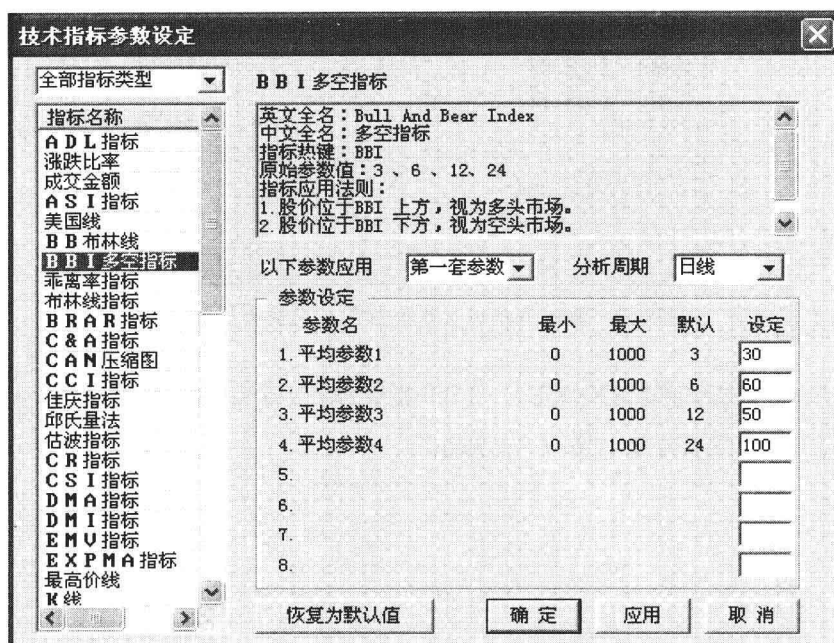 技术指标参数设定
全部指标类型
指标名称
ADL指标
涨跌比率
成交金额
ASI指标
美国线
BB布林线
BBI多空指标
乖离率指标
布林线指标
BRAR指标
C&A指标
CAN压缩图
CCI指标
佳庆指标
邱氏量法
估波指标
CR指标
CSI指标
DMA指标
DMI指标
EMV指标
EXPMA指标
最高价线
K线
BBI多空指标
英文全名：Bull And Bear Index
中文全名：多空指标
指标热键：BBI
原始参数值：3、6、12、24
指标应用法则：
1.股价位于BBI 上方，视为多头市场。
2.股价位于BBI 下方，视为空头市场。
以下参数应用 第一套参数 分析周期 日线
参数设定
参数名 最小 最大 默认 设定
1.平均参数1 0 1000 3 30
2.平均参数2 0 1000 6 60
3.平均参数3 0 1000 12 50
4.平均参数4 0 1000 24 100
5.
6.
7.
8.
恢复为默认值 确定 应用 取消